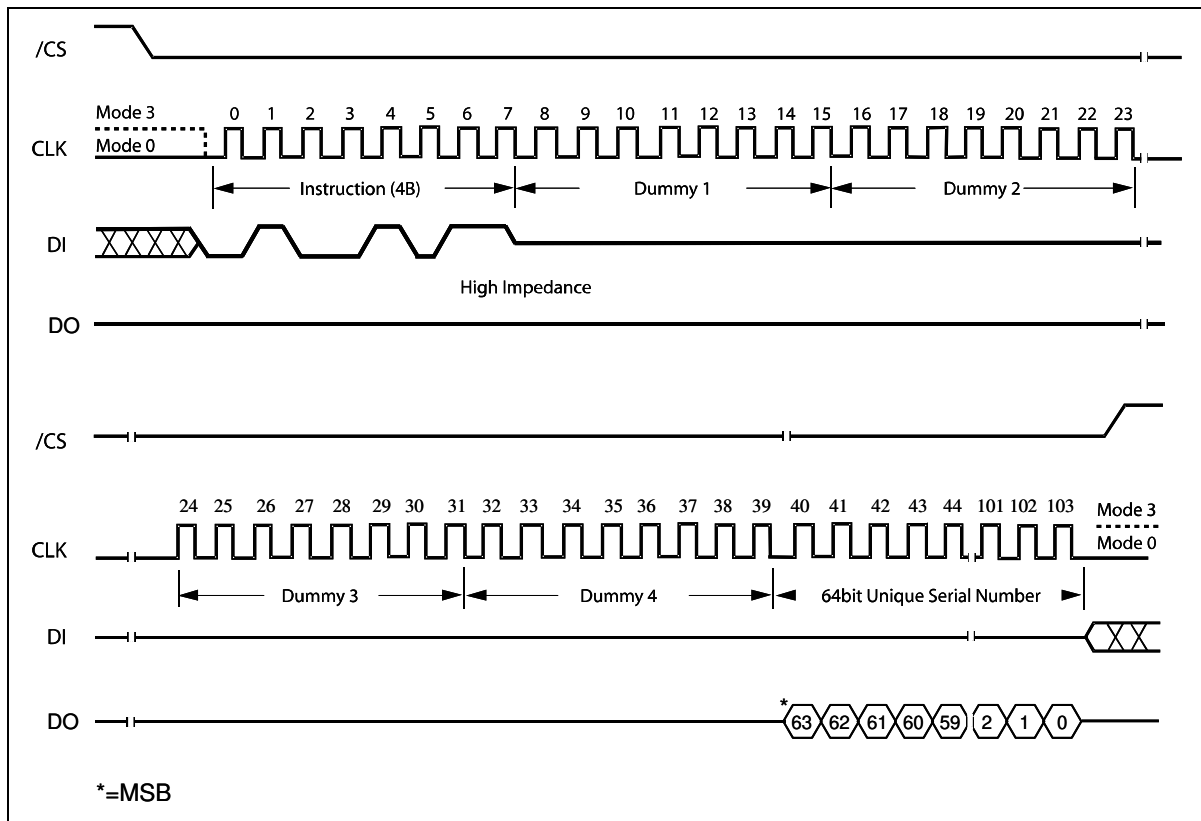 /CS
Mode 3
0 1 2 3 4 5 6 7 8 9 10 11 12 13 14 15 16 17 18 19 20 21 22 23
CLK
Mode 0
Instruction (4B) Dummy 1 Dummy 2
DI
High Impedance
DO
/CS
24 25 26 27 28 29 30 31 32 33 34 35 36 37 38 39 40 41 42 43 44 101 102 103
Mode 3
CLK
Mode 0
Dummy 3 Dummy 4 64bit Unique Serial Number
DI
*
DO 63 62 61 60 59 2 1 0
*=MSB